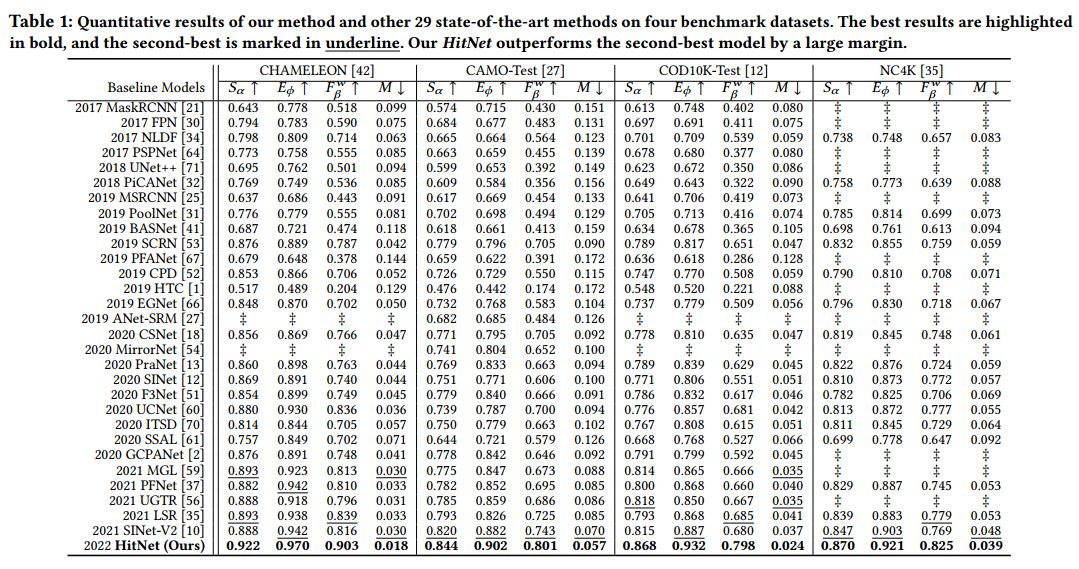 Table 1: Quantitative results of our method and other 29 state-of-the-art methods on four benchmark datasets. The best results are highlighted
in bold, and the second-best is marked in underline. Our HitNet outperforms the second-best model by a large margin.
Baseline Models CHAMELEON [42] CAMO-Test [27] COD10K-Test [12] NC4K [35]
Sα ↑ Eϕ ↑ Fwβ ↑ M ↓ Sα ↑ Eϕ ↑ Fwβ ↑ M ↓ Sα ↑ Eϕ ↑ Fwβ ↑ M ↓ Sα ↑ Eϕ ↑ Fwβ ↑ M ↓
2017 MaskRCNN [21] 0.643 0.778 0.518 0.099 0.574 0.715 0.430 0.151 0.613 0.748 0.402 0.080 ‡ ‡ ‡ ‡
2017 FPN [30] 0.794 0.783 0.590 0.075 0.684 0.677 0.483 0.131 0.697 0.691 0.411 0.075 ‡ ‡ ‡ ‡
2017 NLDF [34] 0.798 0.809 0.714 0.063 0.665 0.664 0.564 0.123 0.701 0.709 0.539 0.059 0.738 0.748 0.657 0.083
2017 PSPNet [64] 0.773 0.758 0.555 0.085 0.663 0.659 0.455 0.139 0.678 0.680 0.377 0.080 ‡ ‡ ‡ ‡
2018 UNet++ [71] 0.695 0.762 0.501 0.094 0.599 0.653 0.392 0.149 0.623 0.672 0.350 0.086 ‡ ‡ ‡ ‡
2018 PiCANet [32] 0.769 0.749 0.536 0.085 0.609 0.584 0.356 0.156 0.649 0.643 0.322 0.090 0.758 0.773 0.639 0.088
2019 MSRCNN [25] 0.637 0.686 0.443 0.091 0.617 0.669 0.454 0.133 0.641 0.706 0.419 0.073 ‡ ‡ ‡ ‡
2019 PoolNet [31] 0.776 0.779 0.555 0.081 0.702 0.698 0.494 0.129 0.705 0.713 0.416 0.074 0.785 0.814 0.699 0.073
2019 BASNet [41] 0.687 0.721 0.474 0.118 0.618 0.661 0.413 0.159 0.634 0.678 0.365 0.105 0.698 0.761 0.613 0.094
2019 SCRN [53] 0.876 0.889 0.787 0.042 0.779 0.796 0.705 0.090 0.789 0.817 0.651 0.047 0.832 0.855 0.759 0.059
2019 PFANet [67] 0.679 0.648 0.378 0.144 0.659 0.622 0.391 0.172 0.636 0.618 0.286 0.128 ‡ ‡ ‡ ‡
2019 CPD [52] 0.853 0.866 0.706 0.052 0.726 0.729 0.550 0.115 0.747 0.770 0.508 0.059 0.790 0.810 0.708 0.071
2019 HTC [1] 0.517 0.489 0.204 0.129 0.476 0.442 0.174 0.172 0.548 0.520 0.221 0.088 ‡ ‡ ‡ ‡
2019 EGNet [66] 0.848 0.870 0.702 0.050 0.732 0.768 0.583 0.104 0.737 0.779 0.509 0.056 0.796 0.830 0.718 0.067
2019 ANet-SRM [27] ‡ ‡ ‡ ‡ 0.682 0.685 0.484 0.126 ‡ ‡ ‡ ‡ ‡ ‡ ‡ ‡
2020 CSNet [18] 0.856 0.869 0.766 0.047 0.771 0.795 0.705 0.092 0.778 0.810 0.635 0.047 0.819 0.845 0.748 0.061
2020 MirrorNet [54] ‡ ‡ ‡ ‡ 0.741 0.804 0.652 0.100 ‡ ‡ ‡ ‡ ‡ ‡ ‡ ‡
2020 PraNet [13] 0.860 0.898 0.763 0.044 0.769 0.833 0.663 0.094 0.789 0.839 0.629 0.045 0.822 0.876 0.724 0.059
2020 SINet [12] 0.869 0.891 0.740 0.044 0.751 0.771 0.606 0.100 0.771 0.806 0.551 0.051 0.810 0.873 0.772 0.057
2020 F3Net [51] 0.854 0.899 0.749 0.045 0.779 0.840 0.666 0.091 0.786 0.832 0.617 0.046 0.782 0.825 0.706 0.069
2020 UCNet [60] 0.880 0.930 0.836 0.036 0.739 0.787 0.700 0.094 0.776 0.857 0.681 0.042 0.813 0.872 0.777 0.055
2020 ITSD [70] 0.814 0.844 0.705 0.057 0.750 0.779 0.663 0.102 0.767 0.808 0.615 0.051 0.811 0.845 0.729 0.064
2020 SSAL [61] 0.757 0.849 0.702 0.071 0.644 0.721 0.579 0.126 0.668 0.768 0.527 0.066 0.699 0.778 0.647 0.092
2020 GCPANet [2] 0.876 0.891 0.748 0.041 0.778 0.842 0.646 0.092 0.791 0.799 0.592 0.045 ‡ ‡ ‡ ‡
2021 MGL [59] 0.893 0.923 0.813 0.030 0.775 0.847 0.673 0.088 0.814 0.865 0.666 0.035 ‡ ‡ ‡ ‡
2021 PFNet [37] 0.882 0.942 0.810 0.033 0.782 0.852 0.695 0.085 0.800 0.868 0.660 0.040 0.829 0.887 0.745 0.053
2021 UGTR [56] 0.888 0.918 0.796 0.031 0.785 0.859 0.686 0.086 0.818 0.850 0.667 0.035 ‡ ‡ ‡ ‡
2021 LSR [35] 0.893 0.938 0.839 0.033 0.793 0.826 0.725 0.085 0.793 0.868 0.685 0.041 0.839 0.883 0.779 0.053
2021 SINet-V2 [10] 0.888 0.942 0.816 0.030 0.820 0.882 0.743 0.070 0.815 0.887 0.680 0.037 0.847 0.903 0.769 0.048
2022 HitNet (Ours) 0.922 0.970 0.903 0.018 0.844 0.902 0.801 0.057 0.868 0.932 0.798 0.024 0.870 0.921 0.825 0.039